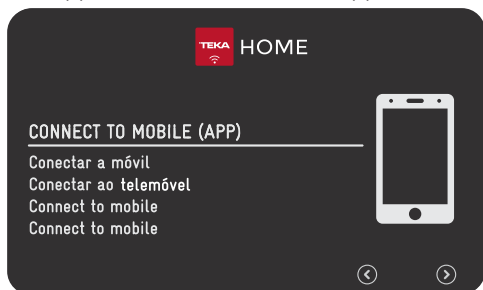 TEKA HOME
CONNECT TO MOBILE (APP)
Conectar a móvil
Conectar ao telemóvel
Connect to mobile
Connect to mobile